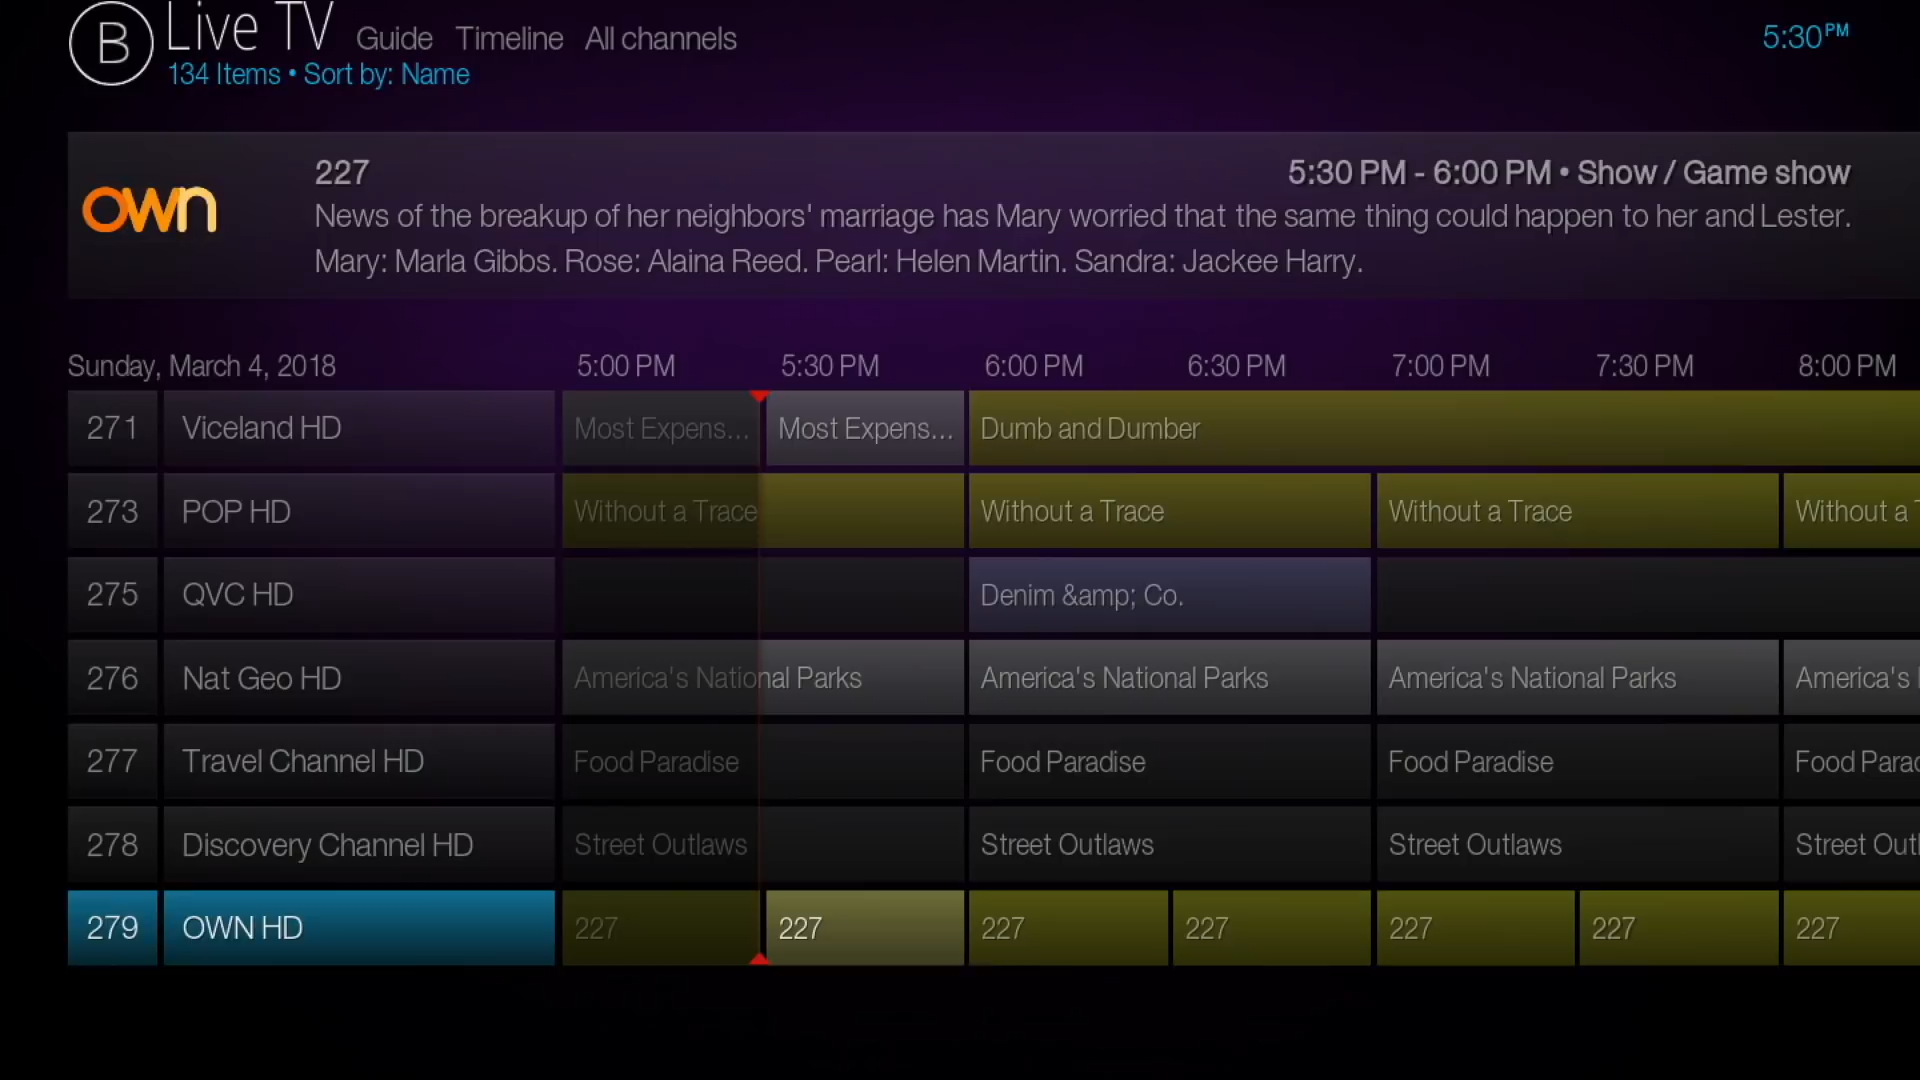 B
Live TV Guide Timeline All channels
5:30PM
134 Items • Sort by: Name
own
227
5:30 PM - 6:00 PM • Show / Game show
News of the breakup of her neighbors' marriage has Mary worried that the same thing could happen to her and Lester.
Mary: Marla Gibbs. Rose: Alaina Reed. Pearl: Helen Martin. Sandra: Jackee Harry.
Sunday, March 4, 2018 5:00 PM 5:30 PM 6:00 PM 6:30 PM 7:00 PM 7:30 PM 8:00 PM
271 Viceland HD Most Expens... Most Expens... Dumb and Dumber
273 POP HD Without a Trace Without a Trace Without a Trace Without a
275 QVC HD Denim &amp; Co.
276 Nat Geo HD America's National Parks America's National Parks America's National Parks America's
277 Travel Channel HD Food Paradise Food Paradise Food Paradise Food Parad
278 Discovery Channel HD Street Outlaws Street Outlaws Street Outlaws Street Outl
279 OWN HD 227 227 227 227 227 227 227